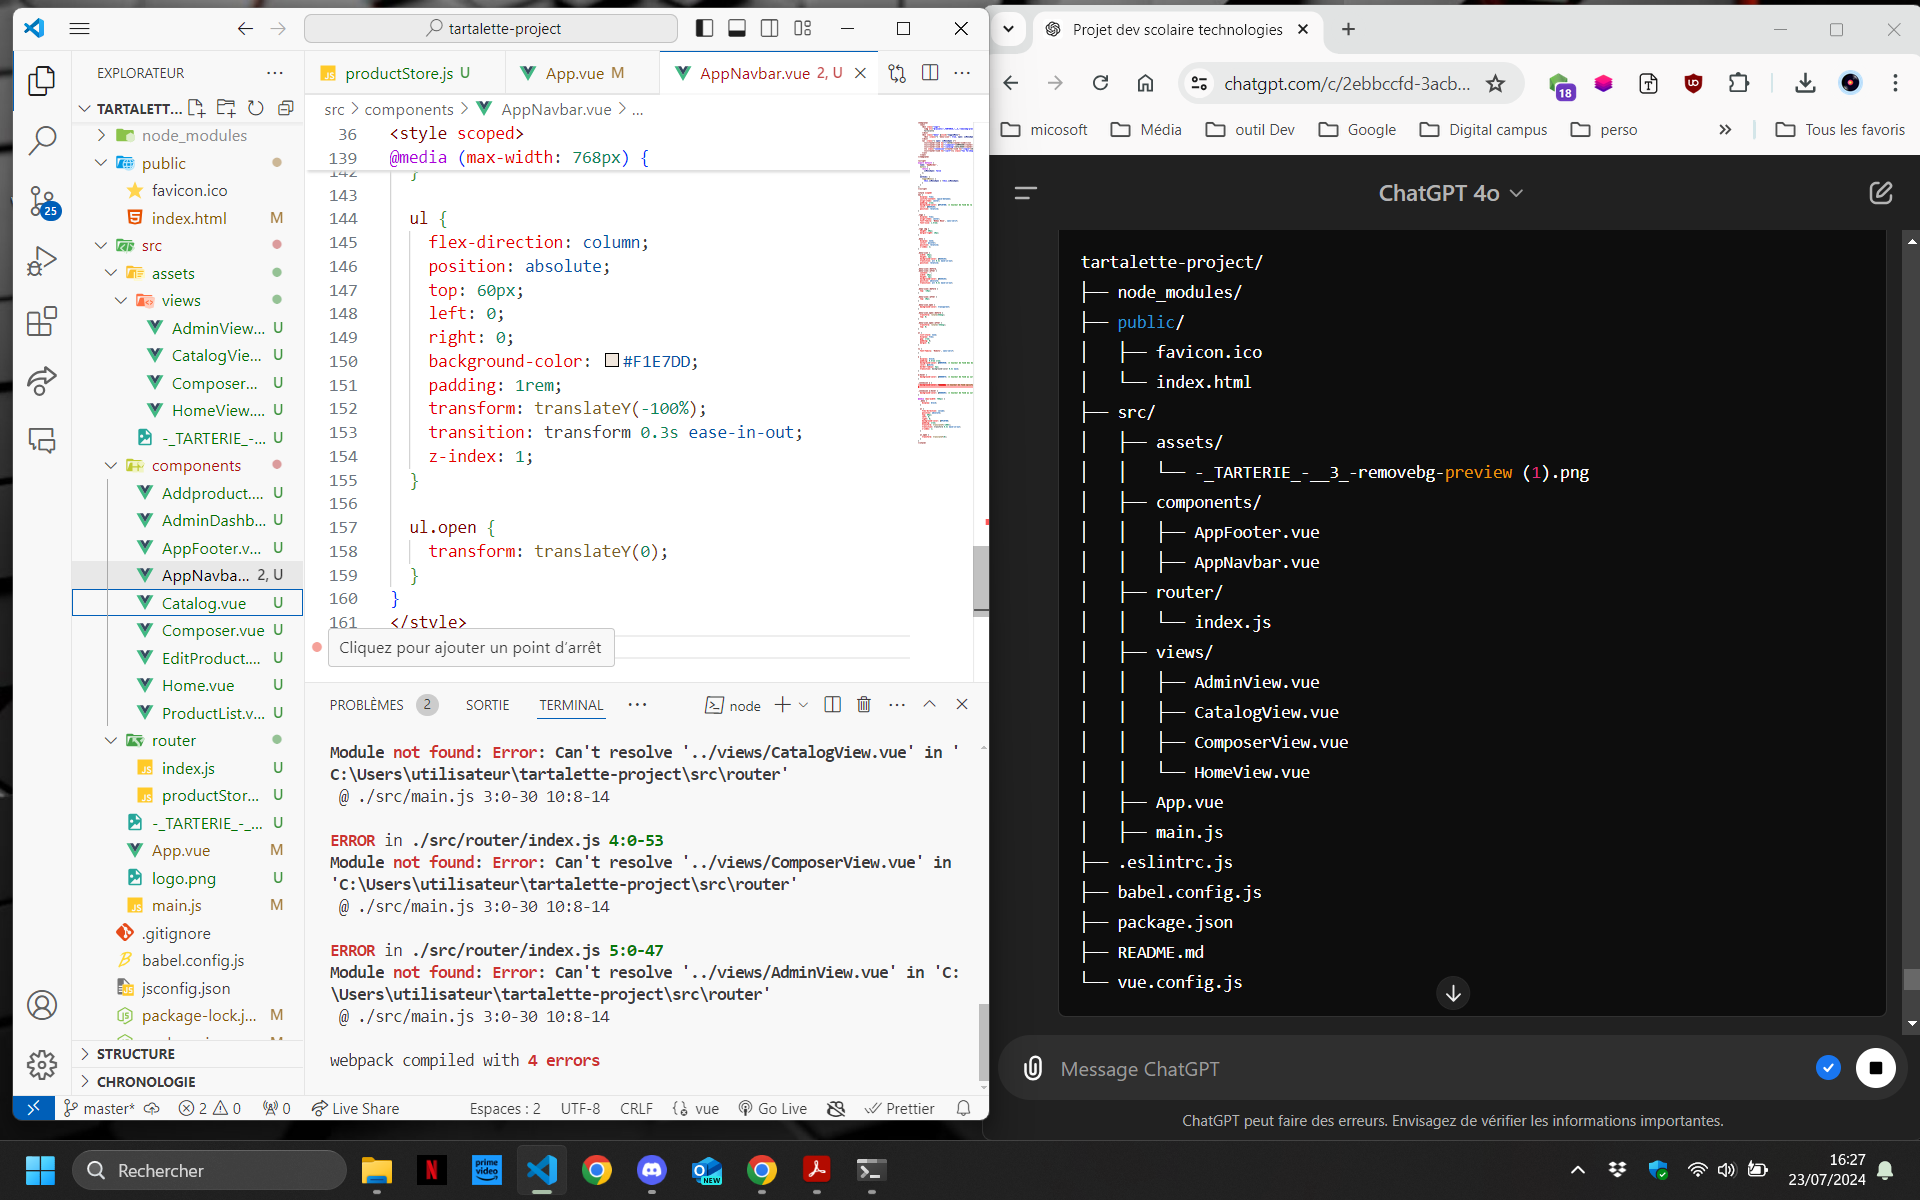 tartalette-project
EXPLORATEUR
TARTALETT...
node_modules
public
favicon.ico
index.html M
src
assets
views
AdminView... U
CatalogVie... U
Composer... U
HomeView.... U
-_TARTERIE_-... U
components
Addproduct.... U
AdminDashb... U
AppFooter.v... U
AppNavba... 2, U
Catalog.vue U
Composer.vue U
EditProduct.... U
Home.vue U
ProductList.v... U
router
index.js U
productStor... U
-_TARTERIE_-_... U
App.vue M
logo.png U
main.js M
.gitignore
babel.config.js
jsconfig.json
package-lock.j... M
STRUCTURE
CHRONOLOGIE
25
productStore.js U
App.vue M
AppNavbar.vue 2, U
src > components > AppNavbar.vue > ...
36 <style scoped>
139 @media (max-width: 768px) {
142 }
143
144 ul {
145 flex-direction: column;
146 position: absolute;
147 top: 60px;
148 left: 0;
149 right: 0;
150 background-color: #F1E7DD;
151 padding: 1rem;
152 transform: translateY(-100%);
153 transition: transform 0.3s ease-in-out;
154 z-index: 1;
155 }
156
157 ul.open {
158 transform: translateY(0);
159 }
160 }
161 </style>
Cliquez pour ajouter un point d'arrêt
PROBLÈMES 2 SORTIE TERMINAL ... node
Module not found: Error: Can't resolve '../views/CatalogView.vue' in '
C:\Users\utilisateur\tartalette-project\src\router'
@ ./src/main.js 3:0-30 10:8-14
ERROR in ./src/router/index.js 4:0-53
Module not found: Error: Can't resolve '../views/ComposerView.vue' in
'C:\Users\utilisateur\tartalette-project\src\router'
@ ./src/main.js 3:0-30 10:8-14
ERROR in ./src/router/index.js 5:0-47
Module not found: Error: Can't resolve '../views/AdminView.vue' in 'C:
\Users\utilisateur\tartalette-project\src\router'
@ ./src/main.js 3:0-30 10:8-14
webpack compiled with 4 errors
master* 2 0 0 Live Share Espaces : 2 UTF-8 CRLF vue Go Live Prettier
Projet dev scolaire technologies
chatgpt.com/c/2ebbccfd-3acb...
18
micosoft Média outil Dev Google Digital campus perso » Tous les favoris
ChatGPT 4o
tartalette-project/
├── node_modules/
├── public/
│ ├── favicon.ico
│ └── index.html
├── src/
│ ├── assets/
│ │ └── -_TARTERIE_-__3_-removebg-preview (1).png
│ ├── components/
│ │ ├── AppFooter.vue
│ │ ├── AppNavbar.vue
│ ├── router/
│ │ └── index.js
│ ├── views/
│ │ ├── AdminView.vue
│ │ ├── CatalogView.vue
│ │ ├── ComposerView.vue
│ │ └── HomeView.vue
│ ├── App.vue
│ ├── main.js
├── .eslintrc.js
├── babel.config.js
├── package.json
├── README.md
└── vue.config.js
Message ChatGPT
ChatGPT peut faire des erreurs. Envisagez de vérifier les informations importantes.
Rechercher
prime video
NEW
16:27
23/07/2024